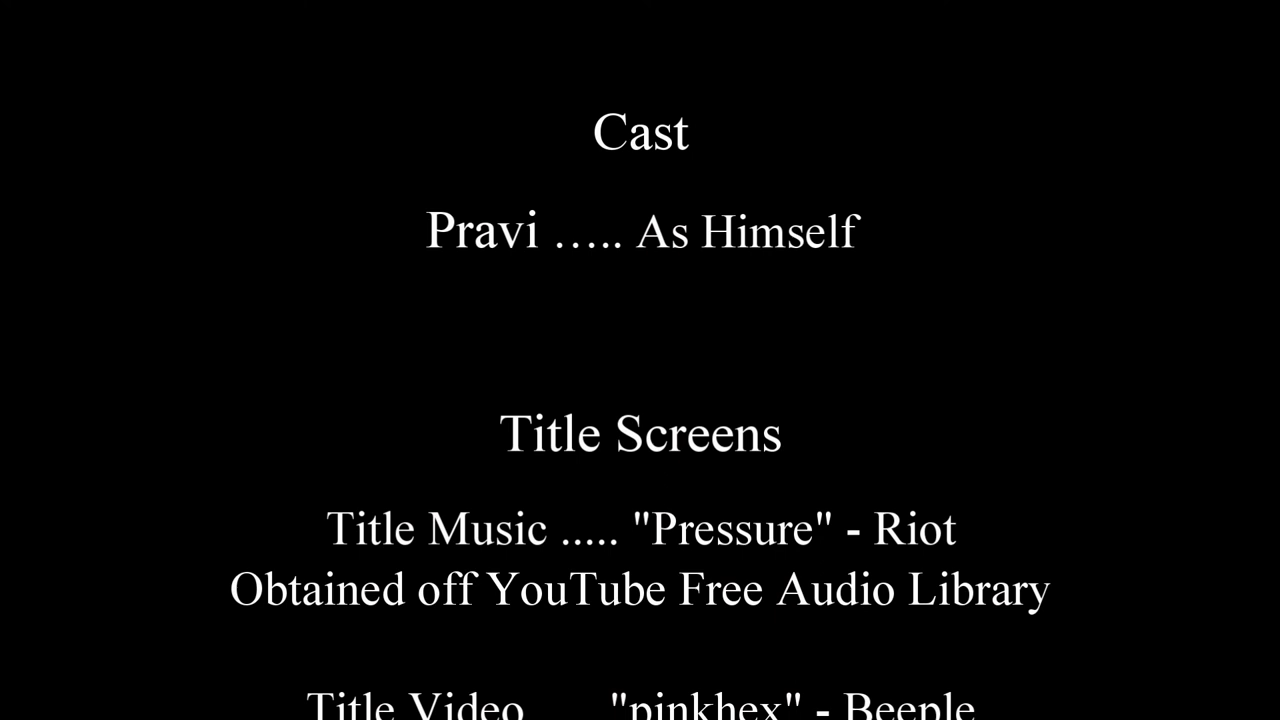 Cast
Pravi ….. As Himself
Title Screens
Title Music ..... "Pressure" - Riot
Obtained off YouTube Free Audio Library
Title Video "pinkhex" - Beeple